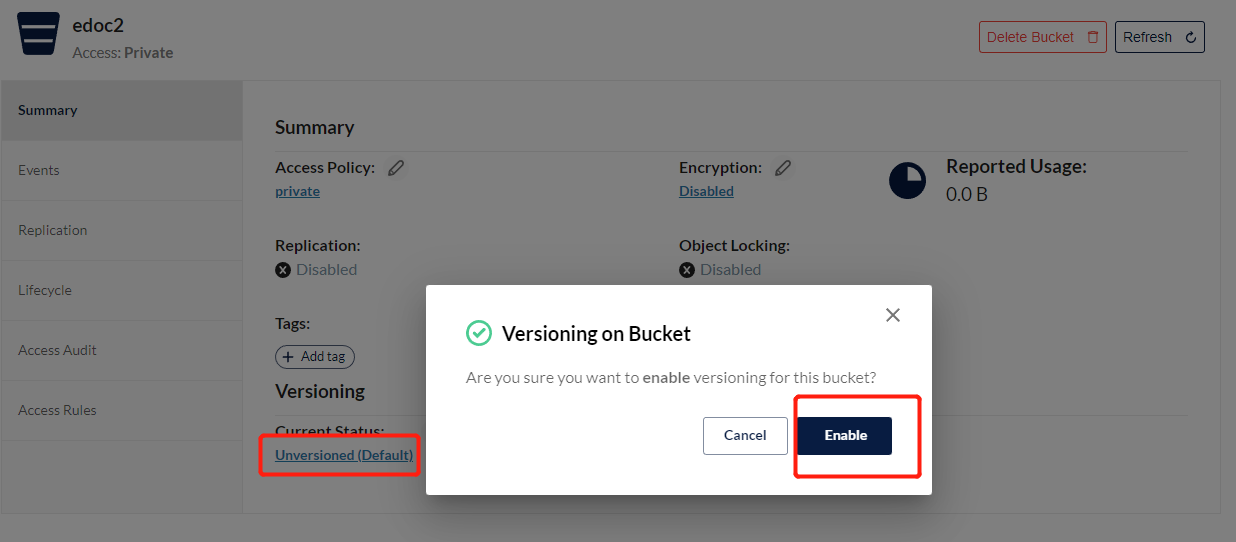 edoc2
Access: Private
Delete Bucket
Refresh
Summary
Events
Replication
Lifecycle
Access Audit
Access Rules
Summary
Access Policy:
private
Encryption:
Disabled
Reported Usage:
0.0 B
Replication:
Disabled
Object Locking:
Disabled
Tags:
+ Add tag
Versioning
Current Status:
Unversioned (Default)
Versioning on Bucket
Are you sure you want to enable versioning for this bucket?
Cancel
Enable